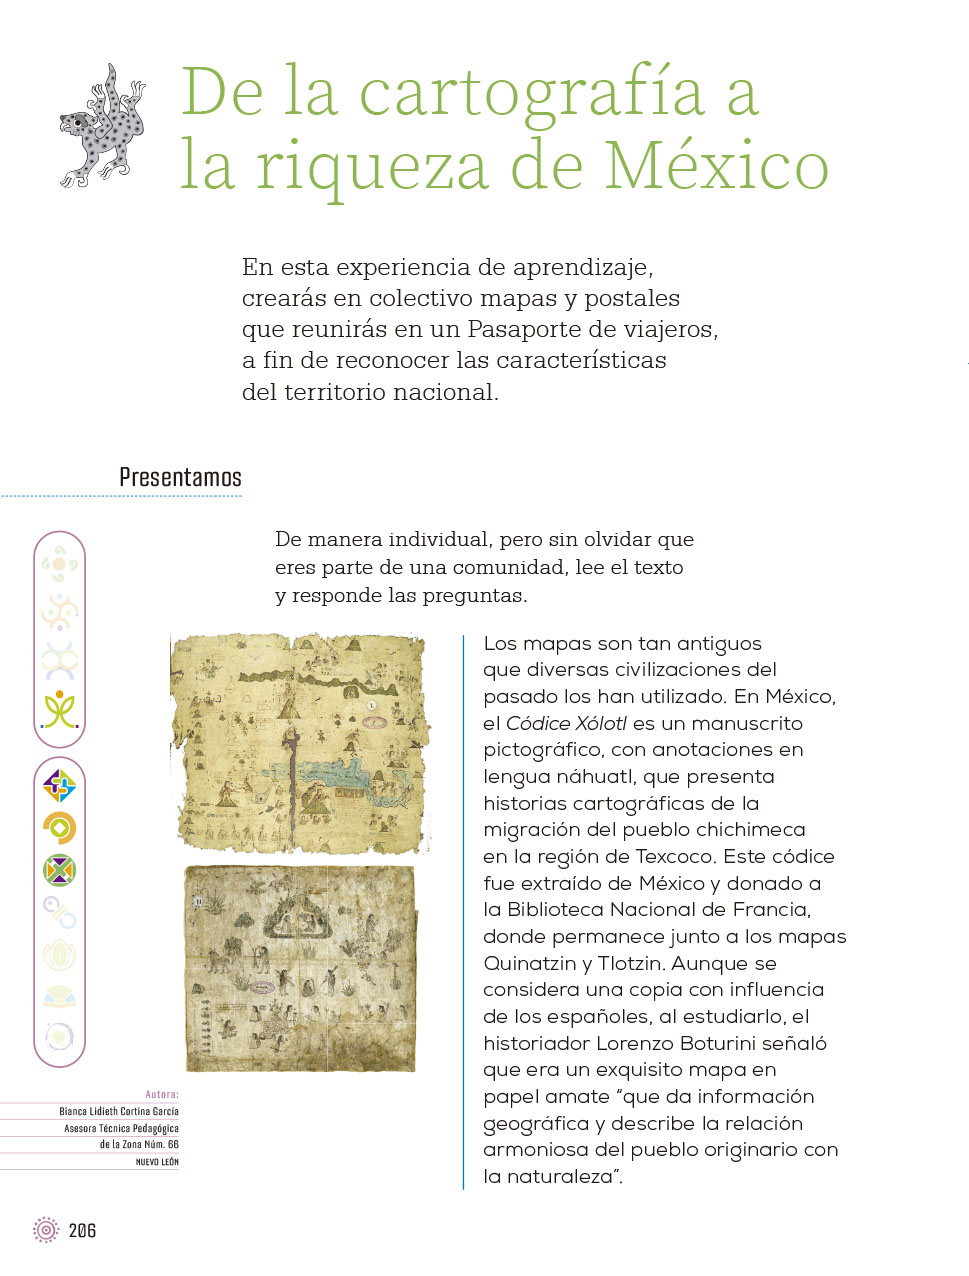 De la cartografía a
la riqueza de México
En esta experiencia de aprendizaje,
crearás en colectivo mapas y postales
que reunirás en un Pasaporte de viajeros,
a fin de reconocer las características
del territorio nacional.
Presentamos
De manera individual, pero sin olvidar que
eres parte de una comunidad, lee el texto
y responde las preguntas.
Los mapas son tan antiguos
que diversas civilizaciones del
pasado los han utilizado. En México,
el Códice Xólotl es un manuscrito
pictográfico, con anotaciones en
lengua náhuatl, que presenta
historias cartográficas de la
migración del pueblo chichimeca
en la región de Texcoco. Este códice
fue extraído de México y donado a
la Biblioteca Nacional de Francia,
donde permanece junto a los mapas
Quinatzin y Tlotzin. Aunque se
considera una copia con influencia
de los españoles, al estudiarlo, el
historiador Lorenzo Boturini señaló
que era un exquisito mapa en
papel amate “que da información
geográfica y describe la relación
armoniosa del pueblo originario con
la naturaleza”.
Autora:
Bianca Lidieth Cortina García
Asesora Técnica Pedagógica
de la Zona Núm. 66
NUEVO LEÓN
206